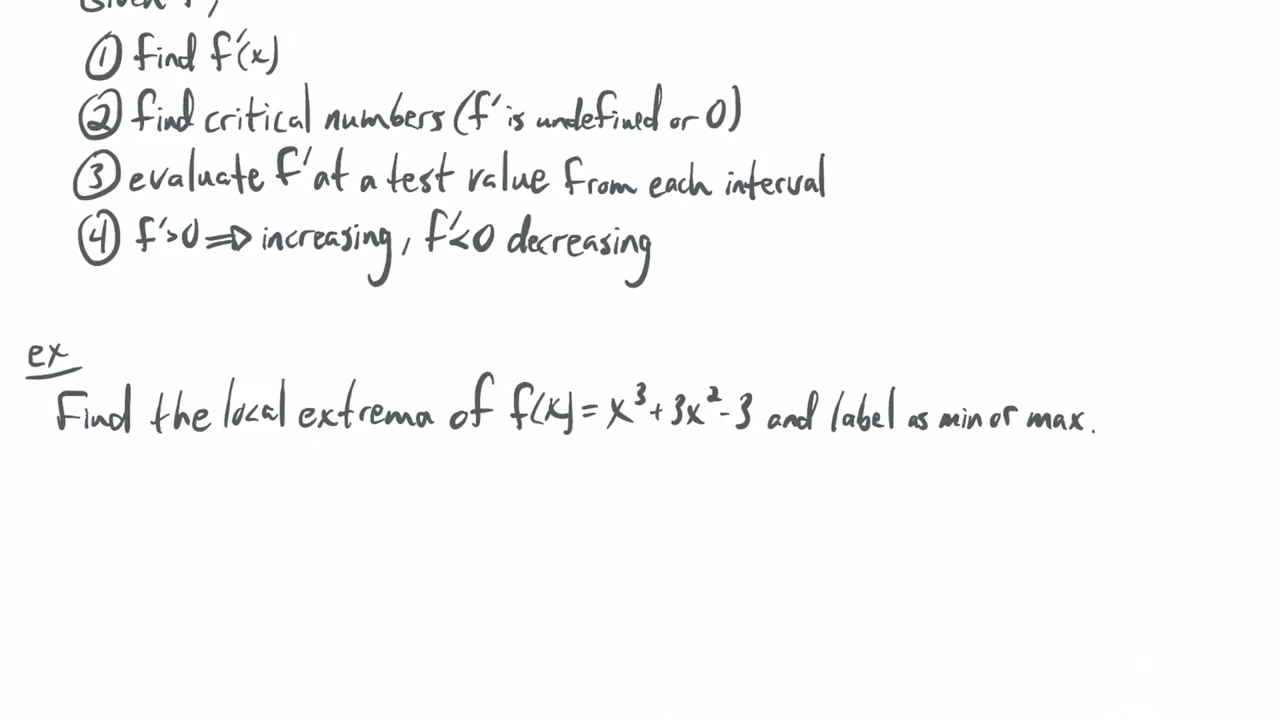 ① find f'(x)
② find critical numbers (f' is undefined or 0)
③ evaluate f' at a test value from each interval
④ f'>0 ⇒ increasing, f'<0 decreasing
ex
Find the local extrema of f(x) = x³ + 3x² - 3 and label as min or max.